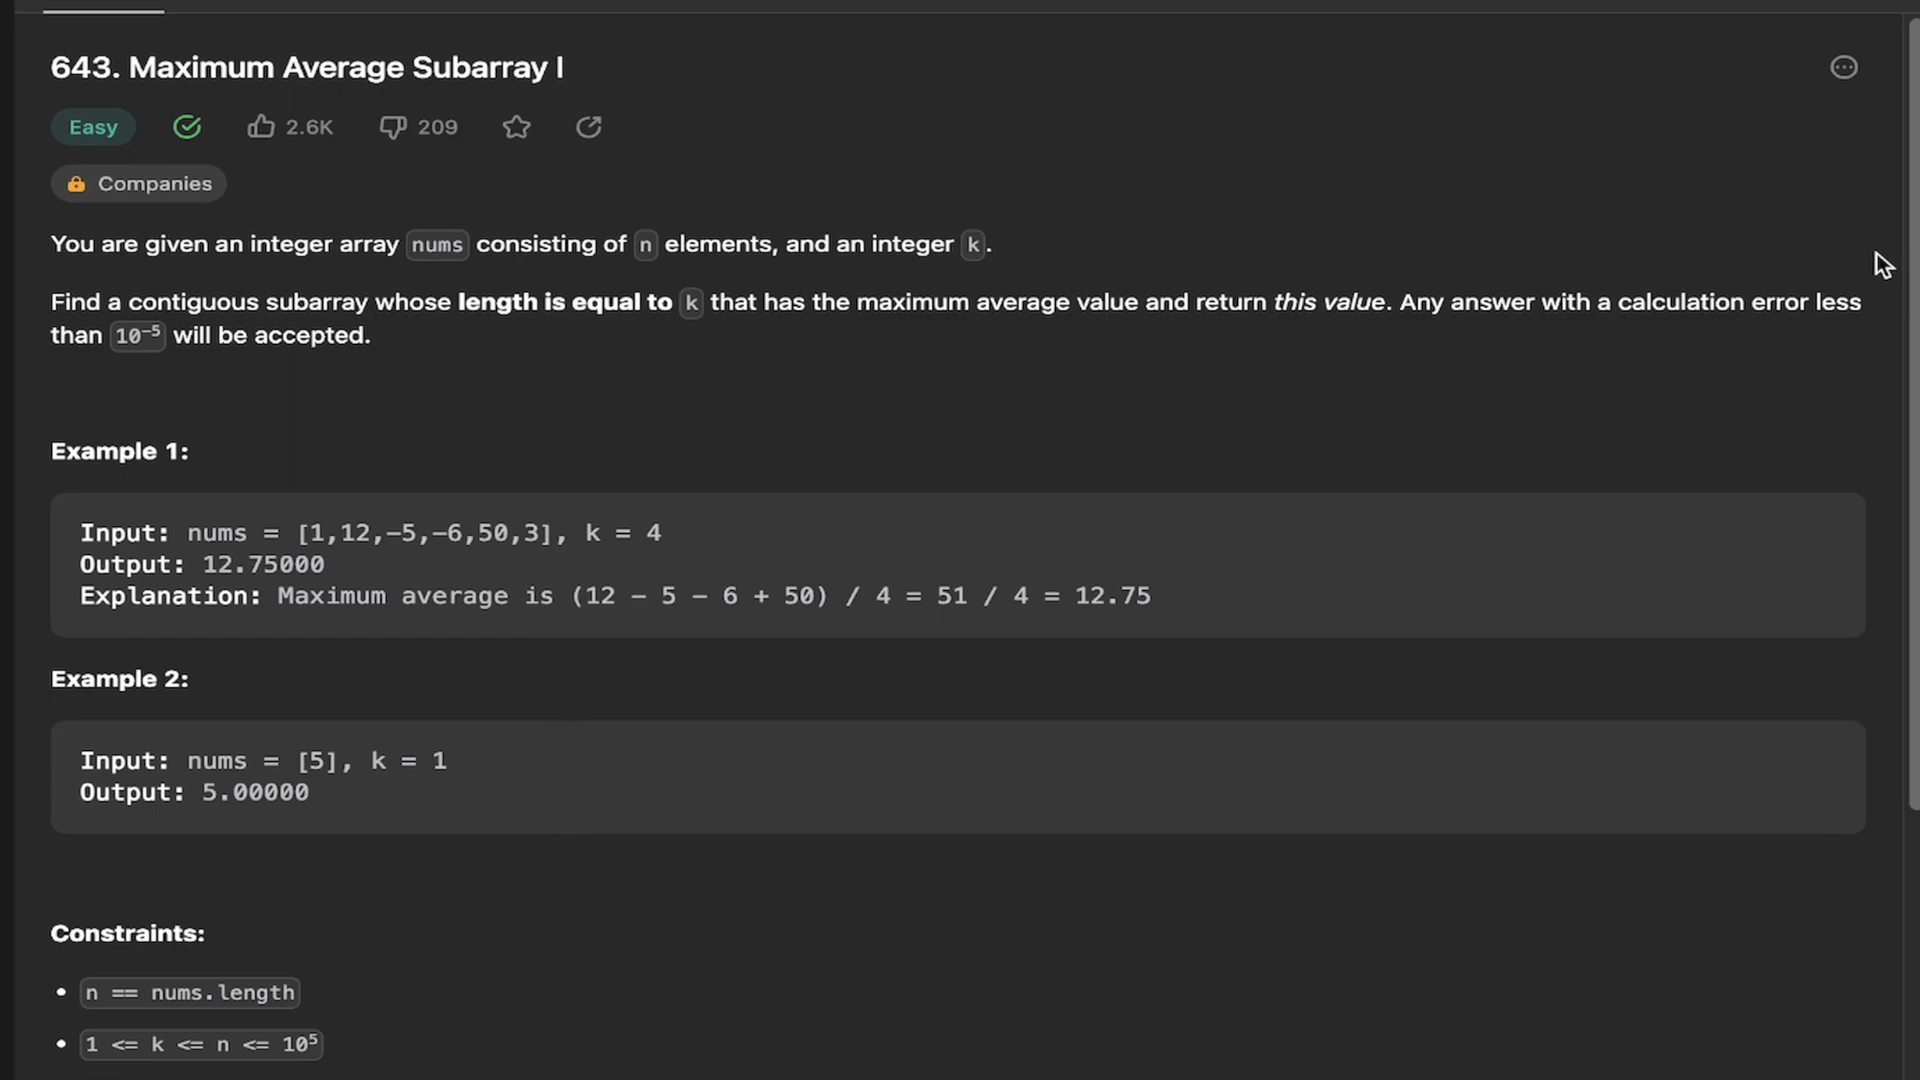 643. Maximum Average Subarray I
Easy 2.6K 209
Companies
You are given an integer array nums consisting of n elements, and an integer k.
Find a contiguous subarray whose length is equal to k that has the maximum average value and return this value. Any answer with a calculation error less
than 10⁻⁵ will be accepted.
Example 1:
Input: nums = [1,12,−5,−6,50,3], k = 4
Output: 12.75000
Explanation: Maximum average is (12 − 5 − 6 + 50) / 4 = 51 / 4 = 12.75
Example 2:
Input: nums = [5], k = 1
Output: 5.00000
Constraints:
• n == nums.length
• 1 <= k <= n <= 10⁵